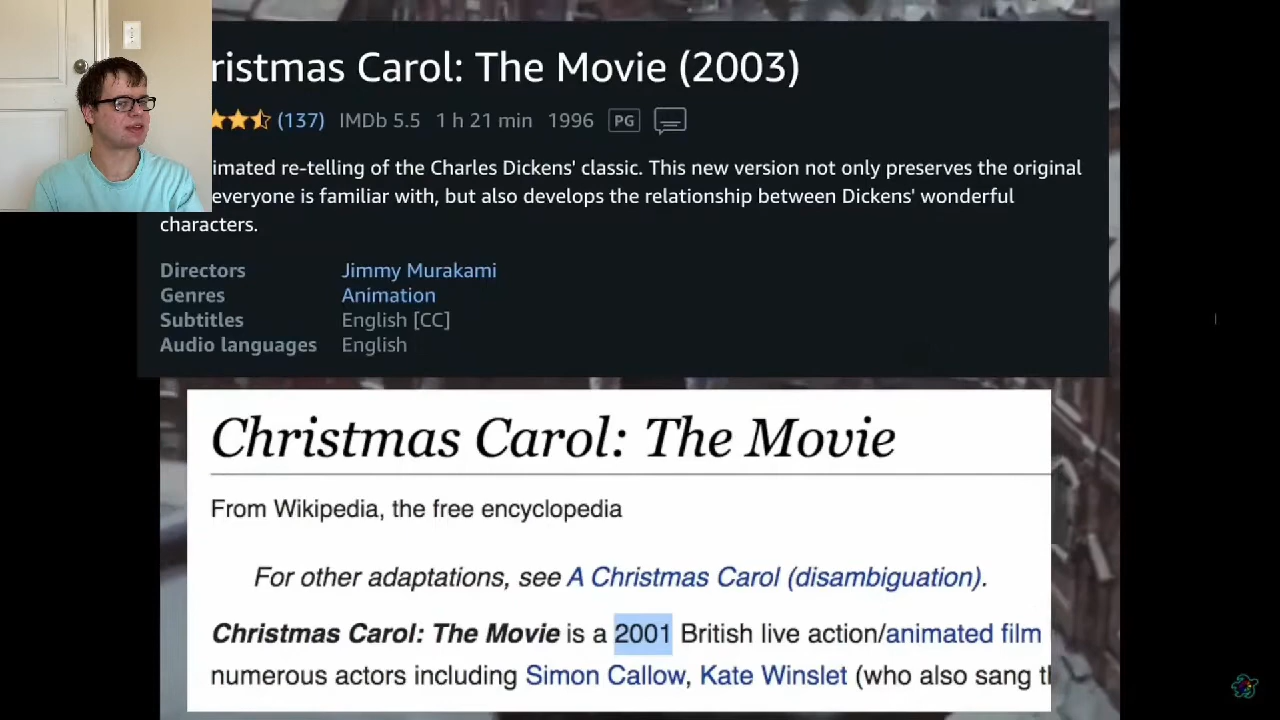 ristmas Carol: The Movie (2003)
(137) IMDb 5.5 1 h 21 min 1996 PG
imated re-telling of the Charles Dickens' classic. This new version not only preserves the original
everyone is familiar with, but also develops the relationship between Dickens' wonderful
characters.
Directors Jimmy Murakami
Genres Animation
Subtitles English [CC]
Audio languages English
Christmas Carol: The Movie
From Wikipedia, the free encyclopedia
For other adaptations, see A Christmas Carol (disambiguation).
Christmas Carol: The Movie is a 2001 British live action/animated film
numerous actors including Simon Callow, Kate Winslet (who also sang th